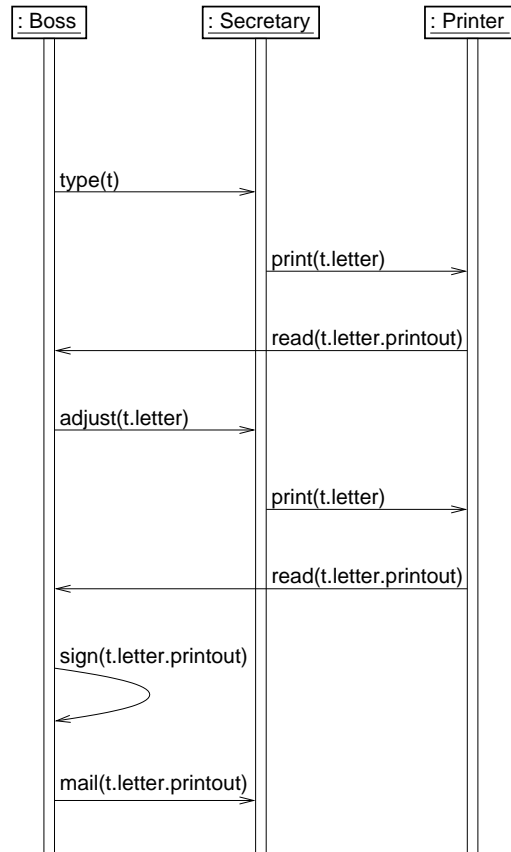 : Boss
: Secretary
: Printer
type(t)
print(t.letter)
read(t.letter.printout)
adjust(t.letter)
print(t.letter)
read(t.letter.printout)
sign(t.letter.printout)
mail(t.letter.printout)